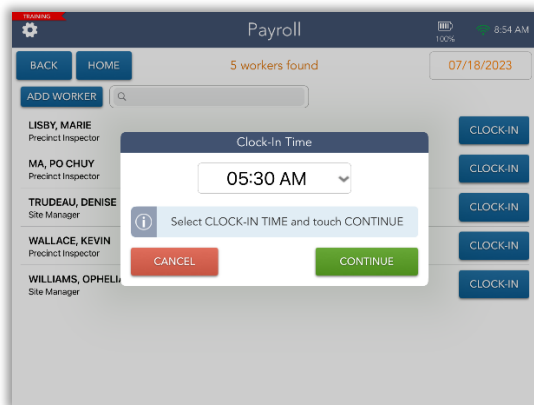 TRAINING
Payroll
100%
8:54 AM
BACK
HOME
5 workers found
07/18/2023
ADD WORKER
LISBY, MARIE
Precinct Inspector
CLOCK-IN
Clock-In Time
MA, PO CHUY
Precinct Inspector
CLOCK-IN
05:30 AM
TRUDEAU, DENISE
Site Manager
CLOCK-IN
Select CLOCK-IN TIME and touch CONTINUE
WALLACE, KEVIN
Precinct Inspector
CLOCK-IN
CANCEL
CONTINUE
WILLIAMS, OPHELI
Site Manager
CLOCK-IN